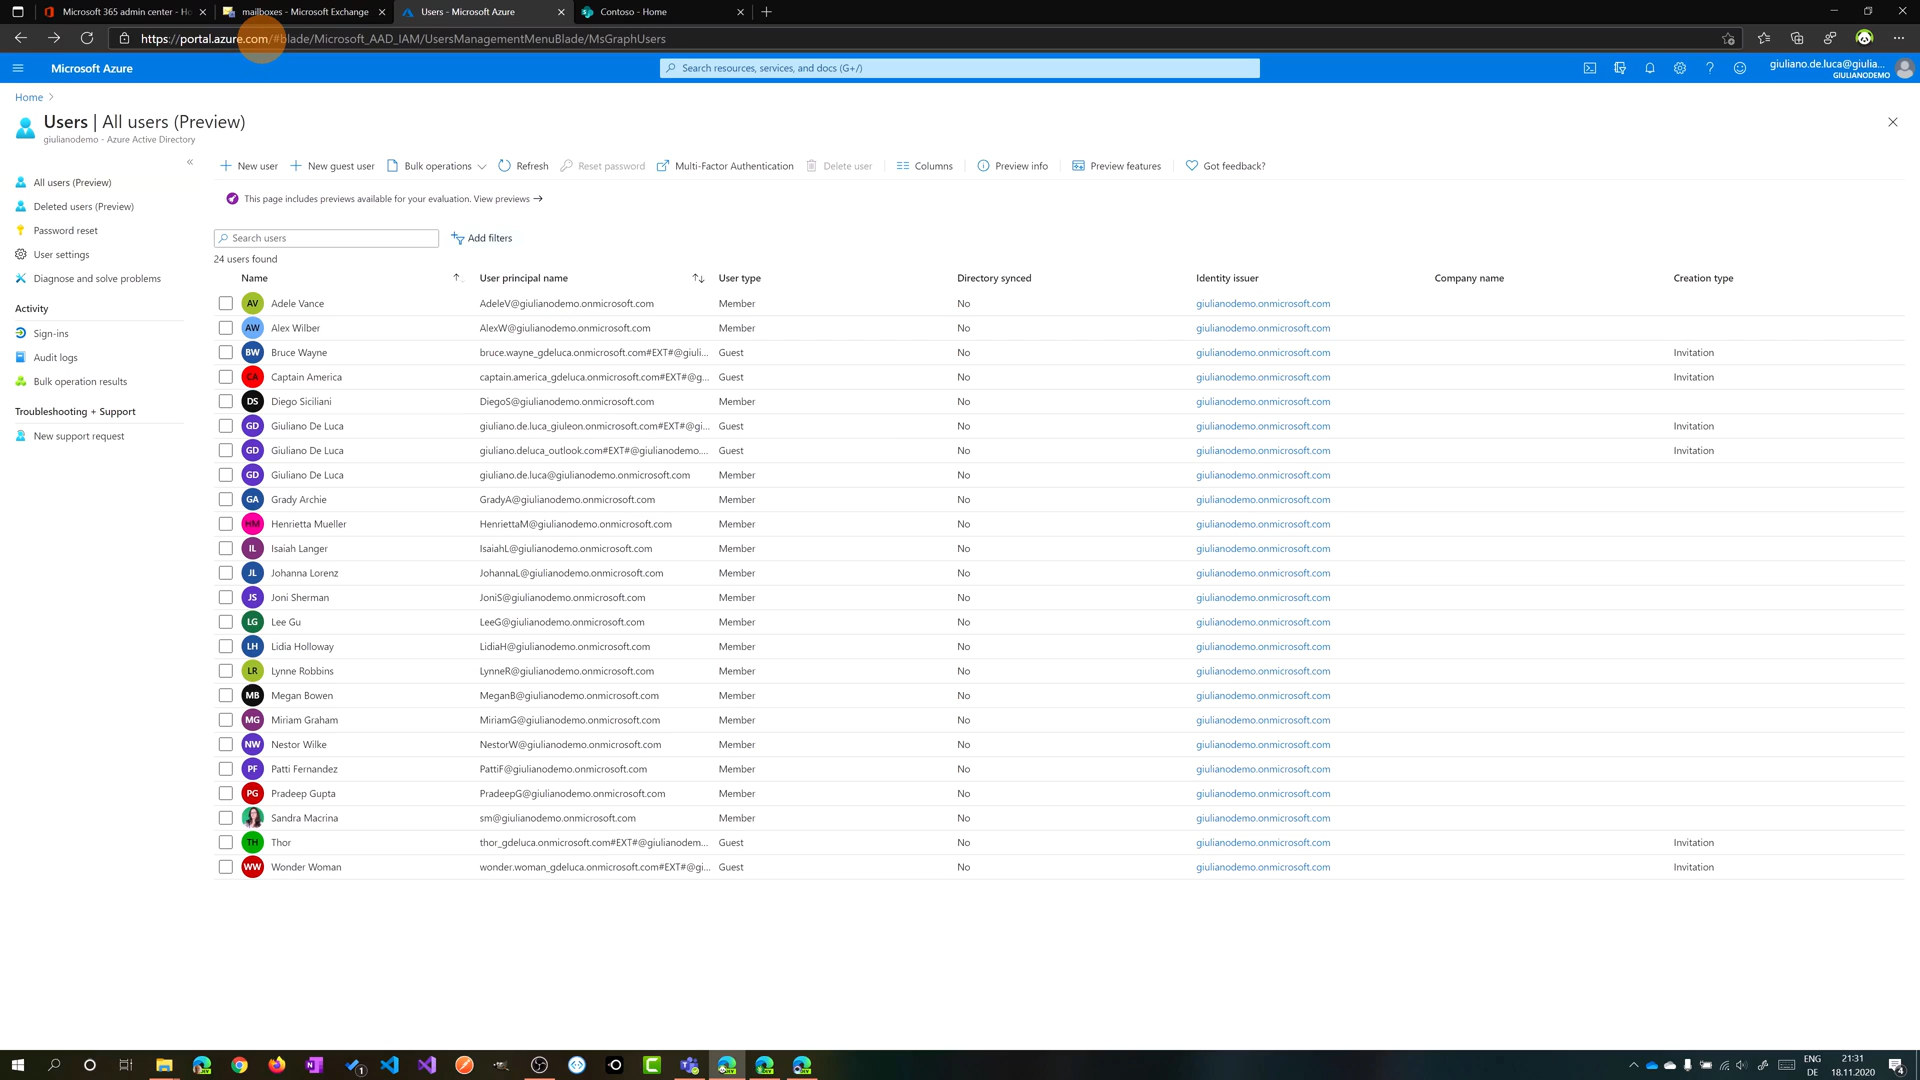 Microsoft 365 admin center - Ho
mailboxes - Microsoft Exchange
Users - Microsoft Azure
Contoso - Home
https://portal.azure.com/#blade/Microsoft_AAD_IAM/UsersManagementMenuBlade/MsGraphUsers
Microsoft Azure
Search resources, services, and docs (G+/)
giuliano.de.luca@giulia...
GIULIANODEMO
Home
Users | All users (Preview)
giulianodemo - Azure Active Directory
All users (Preview)
Deleted users (Preview)
Password reset
User settings
Diagnose and solve problems
Activity
Sign-ins
Audit logs
Bulk operation results
Troubleshooting + Support
New support request
New user New guest user Bulk operations Refresh Reset password Multi-Factor Authentication Delete user Columns Preview info Preview features Got feedback?
This page includes previews available for your evaluation. View previews →
Search users Add filters
24 users found
Name User principal name User type Directory synced Identity issuer Company name Creation type
AV Adele Vance AdeleV@giulianodemo.onmicrosoft.com Member No giulianodemo.onmicrosoft.com
AW Alex Wilber AlexW@giulianodemo.onmicrosoft.com Member No giulianodemo.onmicrosoft.com
BW Bruce Wayne bruce.wayne_gdeluca.onmicrosoft.com#EXT#@giuli... Guest No giulianodemo.onmicrosoft.com Invitation
CA Captain America captain.america_gdeluca.onmicrosoft.com#EXT#@g... Guest No giulianodemo.onmicrosoft.com Invitation
DS Diego Siciliani DiegoS@giulianodemo.onmicrosoft.com Member No giulianodemo.onmicrosoft.com
GD Giuliano De Luca giuliano.de.luca_giuleon.onmicrosoft.com#EXT#@gi... Guest No giulianodemo.onmicrosoft.com Invitation
GD Giuliano De Luca giuliano.deluca_outlook.com#EXT#@giulianodemo.... Guest No giulianodemo.onmicrosoft.com Invitation
GD Giuliano De Luca giuliano.de.luca@giulianodemo.onmicrosoft.com Member No giulianodemo.onmicrosoft.com
GA Grady Archie GradyA@giulianodemo.onmicrosoft.com Member No giulianodemo.onmicrosoft.com
HM Henrietta Mueller HenriettaM@giulianodemo.onmicrosoft.com Member No giulianodemo.onmicrosoft.com
IL Isaiah Langer IsaiahL@giulianodemo.onmicrosoft.com Member No giulianodemo.onmicrosoft.com
JL Johanna Lorenz JohannaL@giulianodemo.onmicrosoft.com Member No giulianodemo.onmicrosoft.com
JS Joni Sherman JoniS@giulianodemo.onmicrosoft.com Member No giulianodemo.onmicrosoft.com
LG Lee Gu LeeG@giulianodemo.onmicrosoft.com Member No giulianodemo.onmicrosoft.com
LH Lidia Holloway LidiaH@giulianodemo.onmicrosoft.com Member No giulianodemo.onmicrosoft.com
LR Lynne Robbins LynneR@giulianodemo.onmicrosoft.com Member No giulianodemo.onmicrosoft.com
MB Megan Bowen MeganB@giulianodemo.onmicrosoft.com Member No giulianodemo.onmicrosoft.com
MG Miriam Graham MiriamG@giulianodemo.onmicrosoft.com Member No giulianodemo.onmicrosoft.com
NW Nestor Wilke NestorW@giulianodemo.onmicrosoft.com Member No giulianodemo.onmicrosoft.com
PF Patti Fernandez PattiF@giulianodemo.onmicrosoft.com Member No giulianodemo.onmicrosoft.com
PG Pradeep Gupta PradeepG@giulianodemo.onmicrosoft.com Member No giulianodemo.onmicrosoft.com
Sandra Macrina sm@giulianodemo.onmicrosoft.com Member No giulianodemo.onmicrosoft.com
TH Thor thor_gdeluca.onmicrosoft.com#EXT#@giulianodem... Guest No giulianodemo.onmicrosoft.com Invitation
WW Wonder Woman wonder.woman_gdeluca.onmicrosoft.com#EXT#@gi... Guest No giulianodemo.onmicrosoft.com Invitation
ENG 21:31
DE 18.11.2020